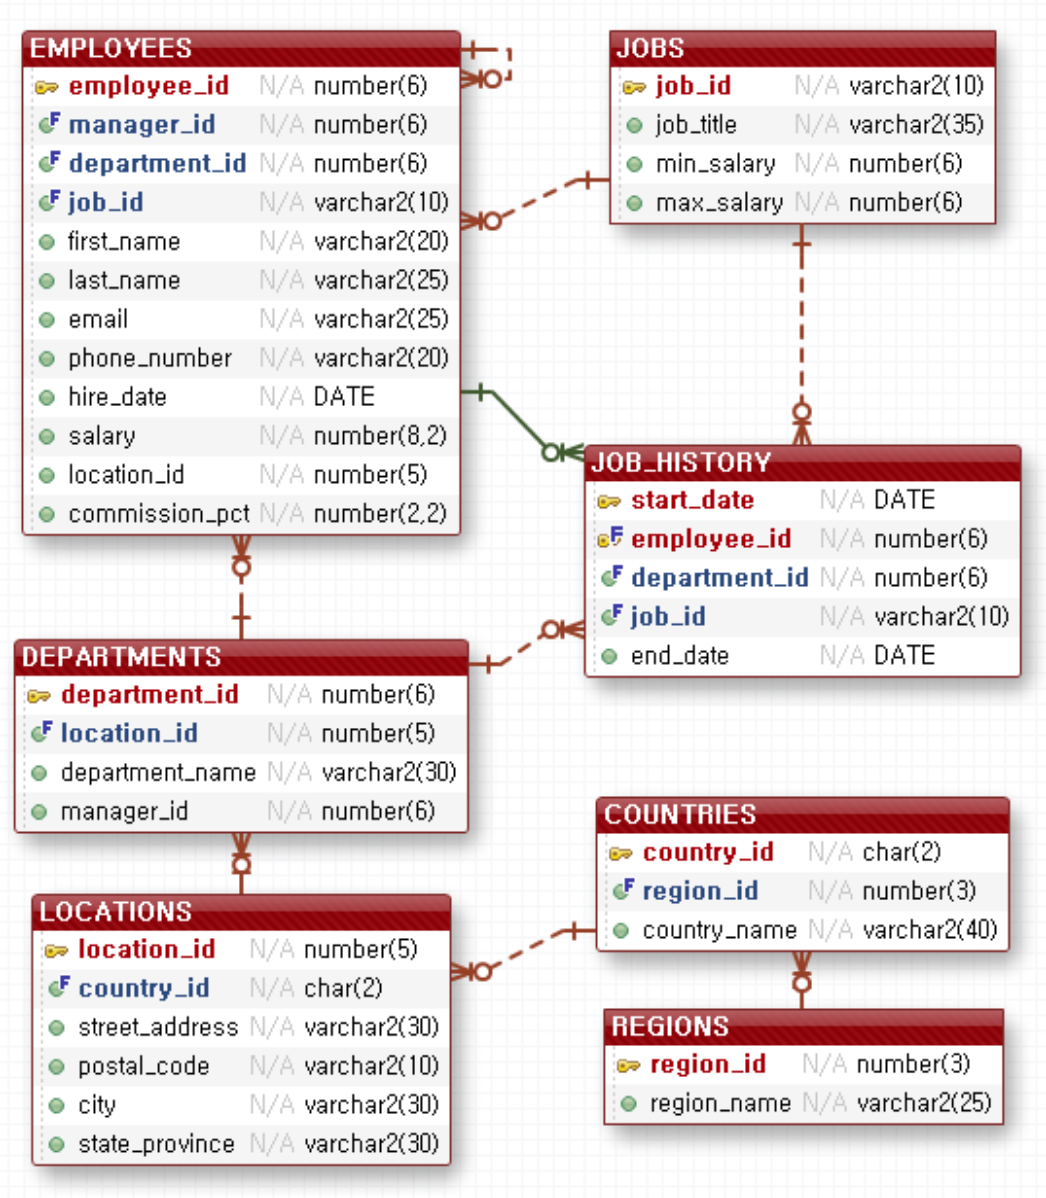 EMPLOYEES
employee_id N/A number(6)
F manager_id N/A number(6)
F department_id N/A number(6)
F job_id N/A varchar2(10)
first_name N/A varchar2(20)
last_name N/A varchar2(25)
email N/A varchar2(25)
phone_number N/A varchar2(20)
hire_date N/A DATE
salary N/A number(8,2)
location_id N/A number(5)
commission_pct N/A number(2,2)
JOBS
job_id N/A varchar2(10)
job_title N/A varchar2(35)
min_salary N/A number(6)
max_salary N/A number(6)
JOB_HISTORY
start_date N/A DATE
F employee_id N/A number(6)
F department_id N/A number(6)
F job_id N/A varchar2(10)
end_date N/A DATE
DEPARTMENTS
department_id N/A number(6)
F location_id N/A number(5)
department_name N/A varchar2(30)
manager_id N/A number(6)
LOCATIONS
location_id N/A number(5)
F country_id N/A char(2)
street_address N/A varchar2(30)
postal_code N/A varchar2(10)
city N/A varchar2(30)
state_province N/A varchar2(30)
COUNTRIES
country_id N/A char(2)
F region_id N/A number(3)
country_name N/A varchar2(40)
REGIONS
region_id N/A number(3)
region_name N/A varchar2(25)